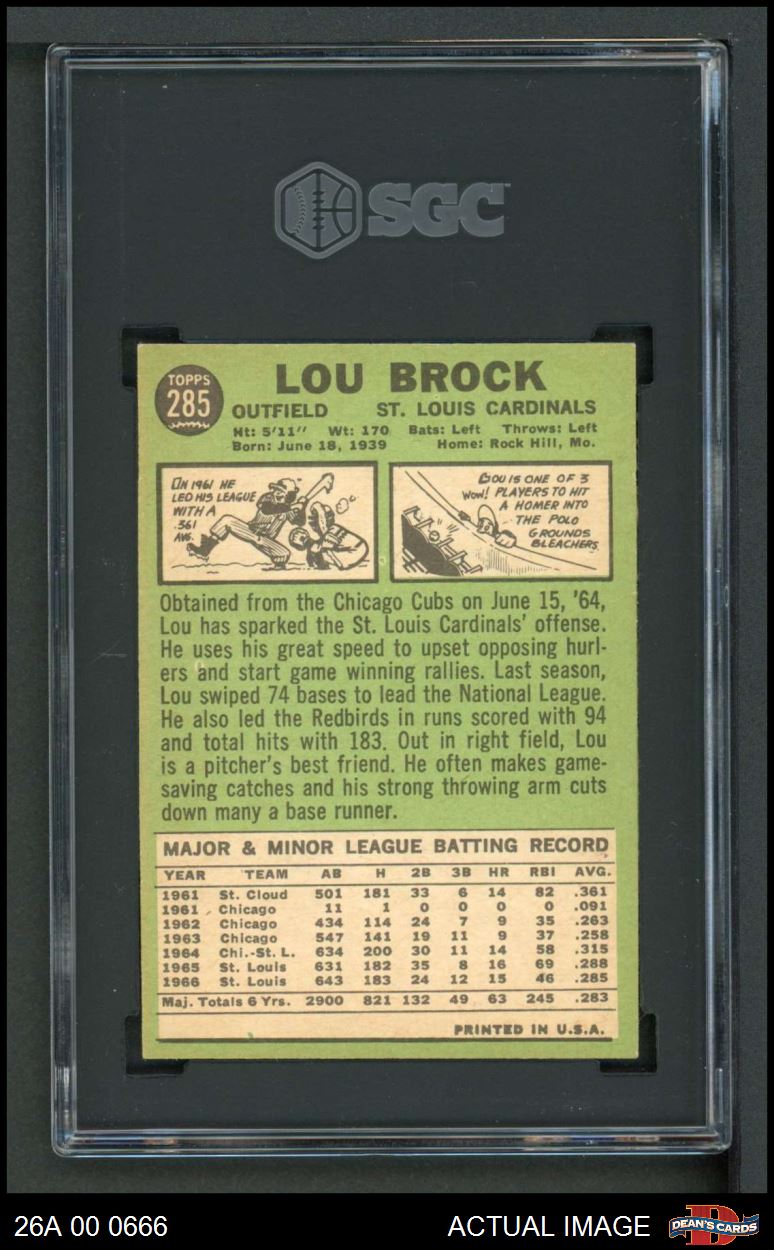 SGC
TOPPS
285
LOU BROCK
OUTFIELD ST. LOUIS CARDINALS
Ht: 5'11" Wt: 170 Bats: Left Throws: Left
Born: June 18, 1939 Home: Rock Hill, Mo.
IN 1961 HE
LED HIS LEAGUE
WITH A
.361
AVG.
LOU IS ONE OF 3
WOW! PLAYERS TO HIT
A HOMER INTO
THE POLO
GROUNDS
BLEACHERS
Obtained from the Chicago Cubs on June 15, '64,
Lou has sparked the St. Louis Cardinals' offense.
He uses his great speed to upset opposing hurl-
ers and start game winning rallies. Last season,
Lou swiped 74 bases to lead the National League.
He also led the Redbirds in runs scored with 94
and total hits with 183. Out in right field, Lou
is a pitcher's best friend. He often makes game-
saving catches and his strong throwing arm cuts
down many a base runner.
MAJOR & MINOR LEAGUE BATTING RECORD
YEAR TEAM AB H 2B 3B HR RBI AVG.
1961 St. Cloud 501 181 33 6 14 82 .361
1961 Chicago 11 1 0 0 0 0 .091
1962 Chicago 434 114 24 7 9 35 .263
1963 Chicago 547 141 19 11 9 37 .258
1964 Chi.-St. L. 634 200 30 11 14 58 .315
1965 St. Louis 631 182 35 8 16 69 .288
1966 St. Louis 643 183 24 12 15 46 .285
Maj. Totals 6 Yrs. 2900 821 132 49 63 245 .283
PRINTED IN U.S.A.
26A 00 0666 ACTUAL IMAGE DEAN'S CARDS